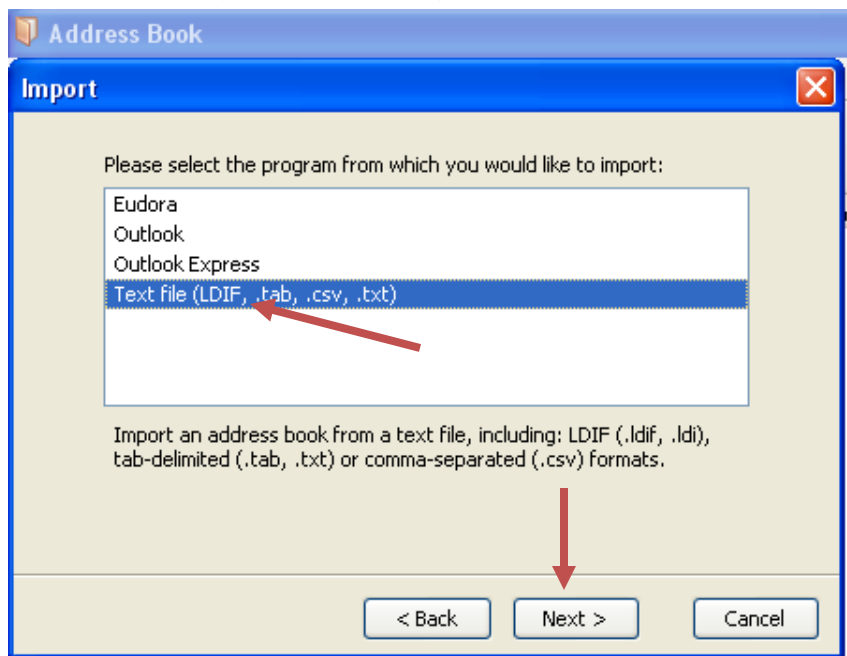 Address Book
Import
Please select the program from which you would like to import:
Eudora
Outlook
Outlook Express
Text file (LDIF, .tab, .csv, .txt)
Import an address book from a text file, including: LDIF (.ldif, .ldi),
tab-delimited (.tab, .txt) or comma-separated (.csv) formats.
< Back Next > Cancel